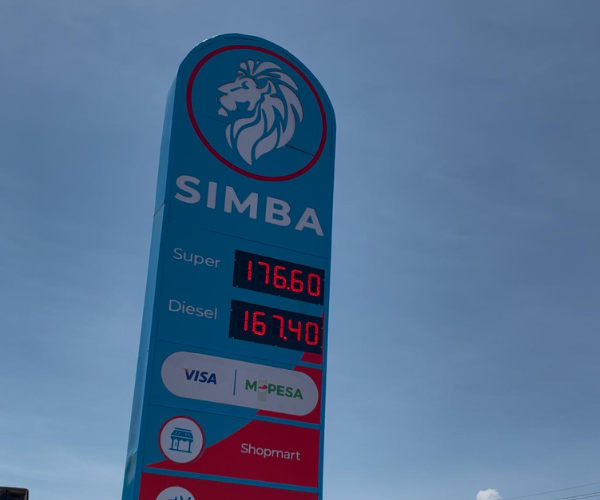 SIMBA
Super 176.60
Diesel 167.40
VISA M-PESA
Shopmart